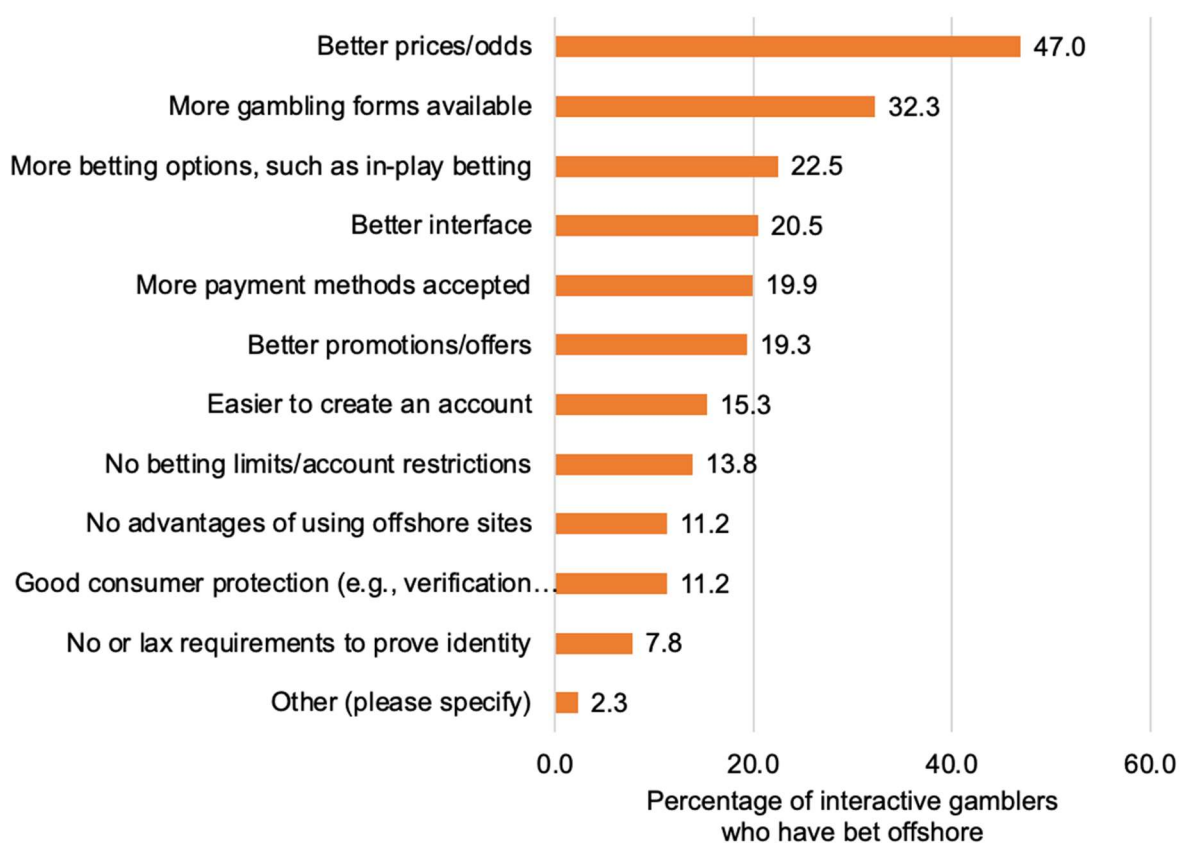 Better prices/odds 47.0
More gambling forms available 32.3
More betting options, such as in-play betting 22.5
Better interface 20.5
More payment methods accepted 19.9
Better promotions/offers 19.3
Easier to create an account 15.3
No betting limits/account restrictions 13.8
No advantages of using offshore sites 11.2
Good consumer protection (e.g., verification… 11.2
No or lax requirements to prove identity 7.8
Other (please specify) 2.3
0.0 20.0 40.0 60.0
Percentage of interactive gamblers
who have bet offshore